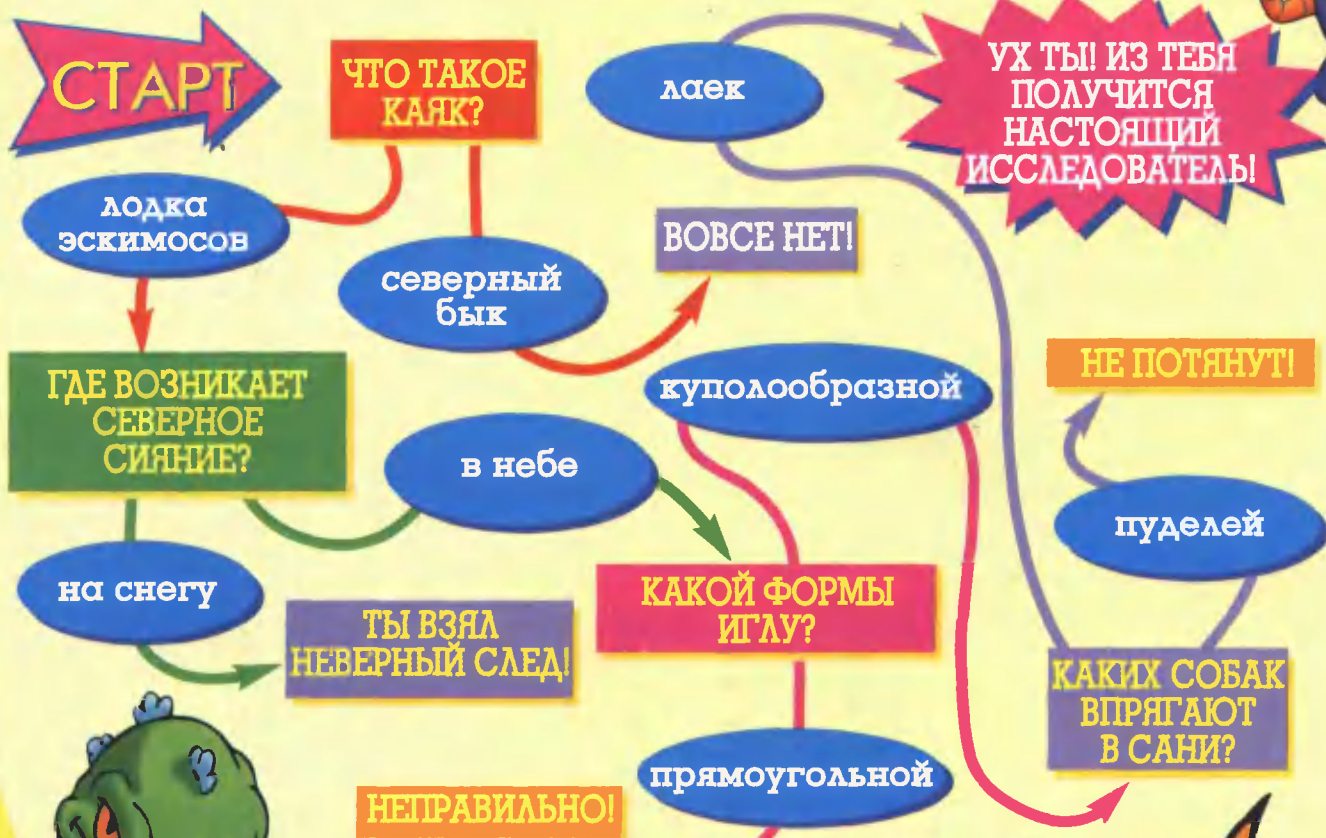 СТАРТ
ЧТО ТАКОЕ
КАЯК?
лодка
эскимосов
северный
бык
ВОВСЕ НЕТ!
ГДЕ ВОЗНИКАЕТ
СЕВЕРНОЕ
СИЯНИЕ?
на снегу
ТЫ ВЗЯЛ
НЕВЕРНЫЙ СЛЕД!
в небе
КАКОЙ ФОРМЫ
ИГЛУ?
прямоугольной
НЕПРАВИЛЬНО!
куполообразной
КАКИХ СОБАК
ВПРЯГАЮТ
В САНИ?
пуделей
НЕ ПОТЯНУТ!
лаек
УХ ТЫ! ИЗ ТЕБЯ
ПОЛУЧИТСЯ
НАСТОЯЩИЙ
ИССЛЕДОВАТЕЛЬ!